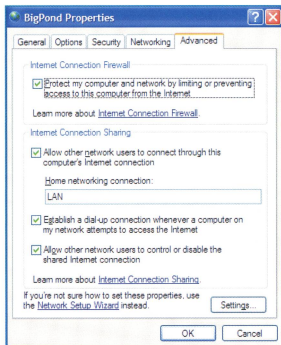 BigPond Properties
General Options Security Networking Advanced
Internet Connection Firewall
Protect my computer and network by limiting or preventing
access to this computer from the Internet
Learn more about Internet Connection Firewall.
Internet Connection Sharing
Allow other network users to connect through this
computer's Internet connection
Home networking connection:
LAN
Establish a dial-up connection whenever a computer on
my network attempts to access the Internet
Allow other network users to control or disable the
shared Internet connection
Learn more about Internet Connection Sharing.
If you're not sure how to set these properties, use
the Network Setup Wizard instead.
Settings...
OK Cancel